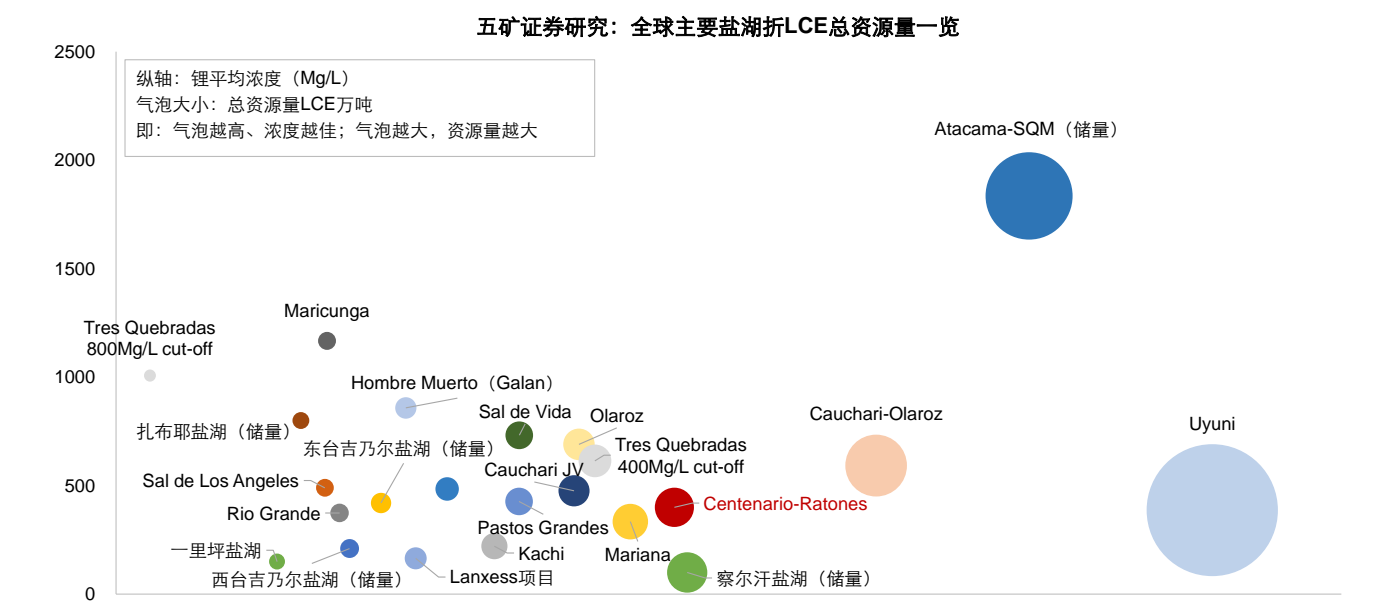 五矿证券研究：全球主要盐湖折LCE总资源量一览
2500
纵轴：锂平均浓度（Mg/L）
气泡大小：总资源量LCE万吨
即：气泡越高、浓度越佳；气泡越大，资源量越大
Atacama-SQM（储量）
2000
1500
Maricunga
Tres Quebradas
800Mg/L cut-off
1000
Hombre Muerto（Galan）
Sal de Vida
Olaroz
Cauchari-Olaroz
Uyuni
扎布耶盐湖（储量）
东台吉乃尔盐湖（储量）
Tres Quebradas
400Mg/L cut-off
Cauchari JV
Sal de Los Angeles
500
Centenario-Ratones
Rio Grande
Pastos Grandes
一里坪盐湖
Kachi
Mariana
西台吉乃尔盐湖（储量）
Lanxess项目
察尔汗盐湖（储量）
0